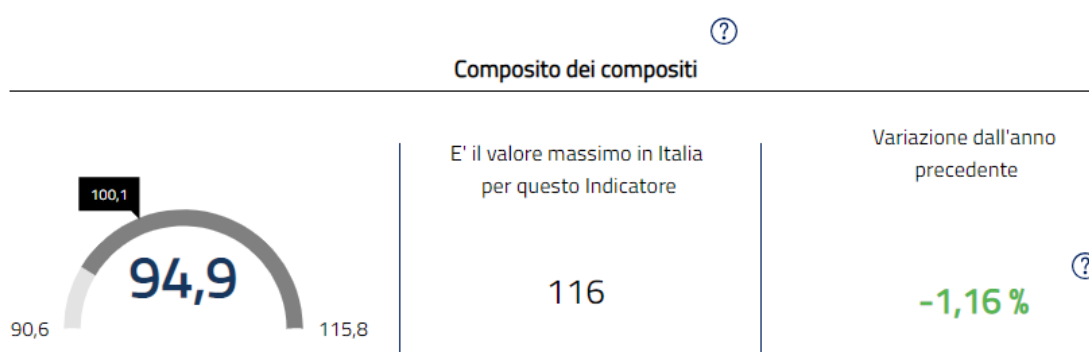 ?
Composito dei compositi
100,1
94,9
90,6
115,8
E' il valore massimo in Italia
per questo Indicatore
116
Variazione dall'anno
precedente
?
-1,16 %